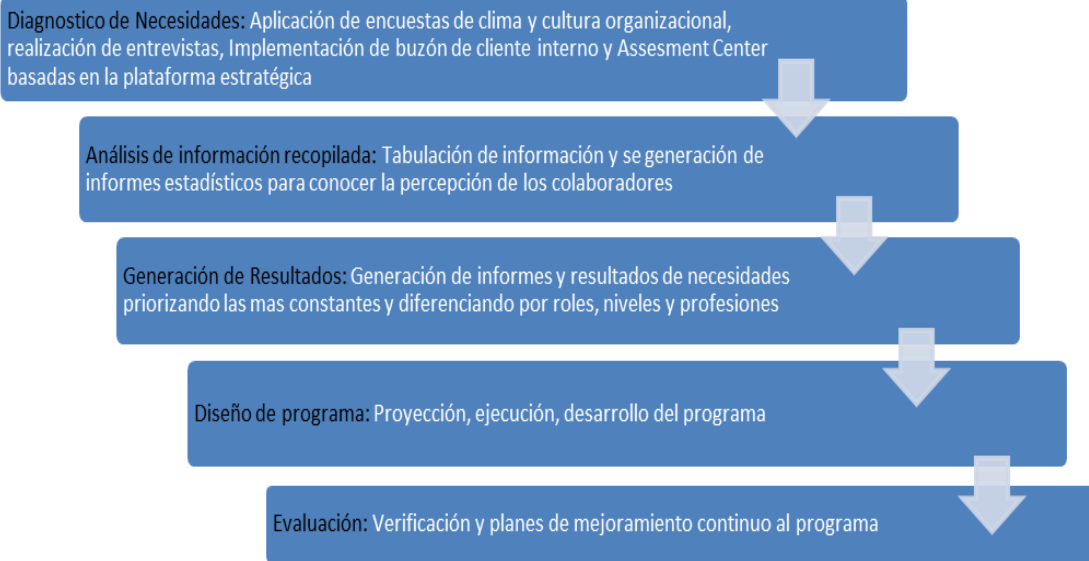 Diagnostico de Necesidades: Aplicación de encuestas de clima y cultura organizacional,
realización de entrevistas, Implementación de buzón de cliente interno y Assesment Center
basadas en la plataforma estratégica
Análisis de información recopilada: Tabulación de información y se generación de
informes estadísticos para conocer la percepción de los colaboradores
Generación de Resultados: Generación de informes y resultados de necesidades
priorizando las mas constantes y diferenciando por roles, niveles y profesiones
Diseño de programa: Proyección, ejecución, desarrollo del programa
Evaluación: Verificación y planes de mejoramiento continuo al programa